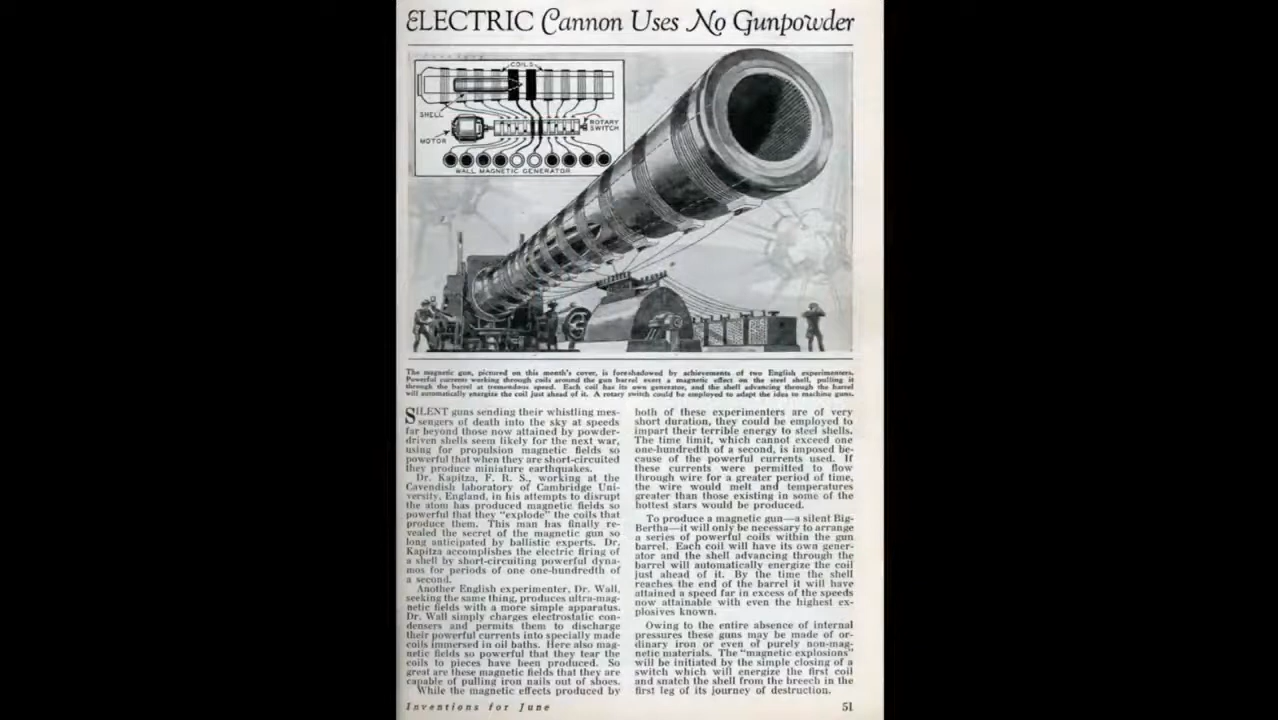 ELECTRIC Cannon Uses No Gunpowder
COILS
SHELL
ROTARY
SWITCH
MOTOR
WALL MAGNETIC GENERATOR
The magnetic gun, pictured on this month's cover, is foreshadowed by achievements of two English experimenters.
Powerful currents working through coils around the gun barrel exert a magnetic effect on the steel shell, pulling it
through the barrel at tremendous speed. Each coil has its own generator, and the shell advancing through the barrel
will automatically energize the coil just ahead of it. A rotary switch could be employed to adapt the idea to machine guns.
SILENT guns sending their whistling mes-
sengers of death into the sky at speeds
far beyond those now attained by powder-
driven shells seem likely for the next war,
using for propulsion magnetic fields so
powerful that when they are short-circuited
they produce miniature earthquakes.
Dr. Kapitza, F. R. S., working at the
Cavendish laboratory of Cambridge Uni-
versity, England, in his attempts to disrupt
the atom has produced magnetic fields so
powerful that they "explode" the coils that
produce them. This man has finally re-
vealed the secret of the magnetic gun so
long anticipated by ballistic experts. Dr.
Kapitza accomplishes the electric firing of
a shell by short-circuiting powerful dyna-
mos for periods of one one-hundredth of
a second.
Another English experimenter, Dr. Wall,
seeking the same thing, produces ultra-mag-
netic fields with a more simple apparatus.
Dr. Wall simply charges electrostatic con-
densers and permits them to discharge
their powerful currents into specially made
coils immersed in oil baths. Here also mag-
netic fields so powerful that they tear the
coils to pieces have been produced. So
great are these magnetic fields that they are
capable of pulling iron nails out of shoes.
While the magnetic effects produced by
both of these experimenters are of very
short duration, they could be employed to
impart their terrible energy to steel shells.
The time limit, which cannot exceed one
one-hundredth of a second, is imposed be-
cause of the powerful currents used. If
these currents were permitted to flow
through wire for a greater period of time,
the wire would melt and temperatures
greater than those existing in some of the
hottest stars would be produced.
To produce a magnetic gun—a silent Big-
Bertha—it will only be necessary to arrange
a series of powerful coils within the gun
barrel. Each coil will have its own gener-
ator and the shell advancing through the
barrel will automatically energize the coil
just ahead of it. By the time the shell
reaches the end of the barrel it will have
attained a speed far in excess of the speeds
now attainable with even the highest ex-
plosives known.
Owing to the entire absence of internal
pressures these guns may be made of or-
dinary iron or even of purely non-mag-
netic materials. The "magnetic explosions"
will be initiated by the simple closing of a
switch which will energize the first coil
and snatch the shell from the breech in the
first leg of its journey of destruction.
Inventions for June
51